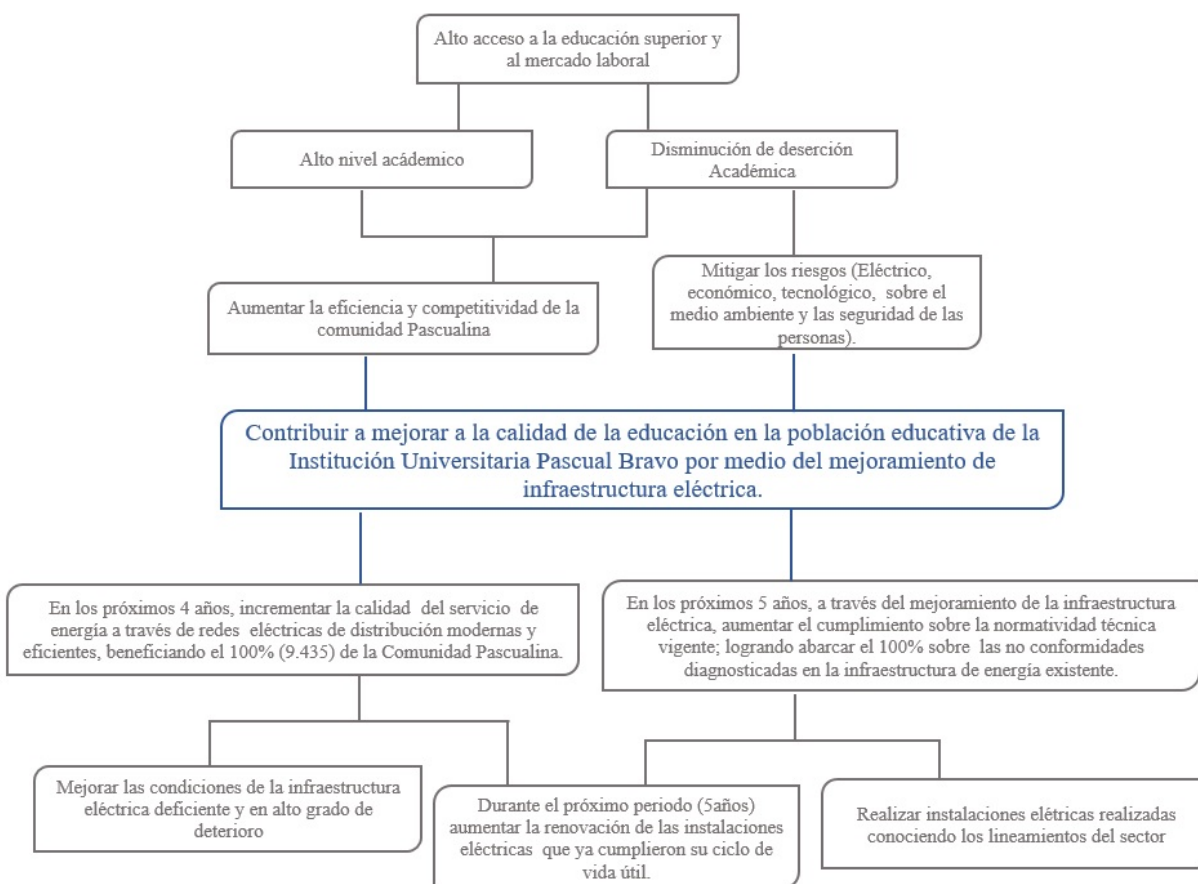 Alto acceso a la educación superior y
al mercado laboral
Alto nivel acádemico
Disminución de deserción
Académica
Aumentar la eficiencia y competitividad de la
comunidad Pascualina
Mitigar los riesgos (Eléctrico,
económico, tecnológico, sobre el
medio ambiente y las seguridad de las
personas).
Contribuir a mejorar a la calidad de la educación en la población educativa de la
Institución Universitaria Pascual Bravo por medio del mejoramiento de
infraestructura eléctrica.
En los próximos 4 años, incrementar la calidad del servicio de
energía a través de redes eléctricas de distribución modernas y
eficientes, beneficiando el 100% (9.435) de la Comunidad Pascualina.
En los próximos 5 años, a través del mejoramiento de la infraestructura
eléctrica, aumentar el cumplimiento sobre la normatividad técnica
vigente; logrando abarcar el 100% sobre las no conformidades
diagnosticadas en la infraestructura de energía existente.
Mejorar las condiciones de la infraestructura
eléctrica deficiente y en alto grado de
deterioro
Durante el próximo periodo (5años)
aumentar la renovación de las instalaciones
eléctricas que ya cumplieron su ciclo de
vida útil.
Realizar instalaciones elétricas realizadas
conociendo los lineamientos del sector